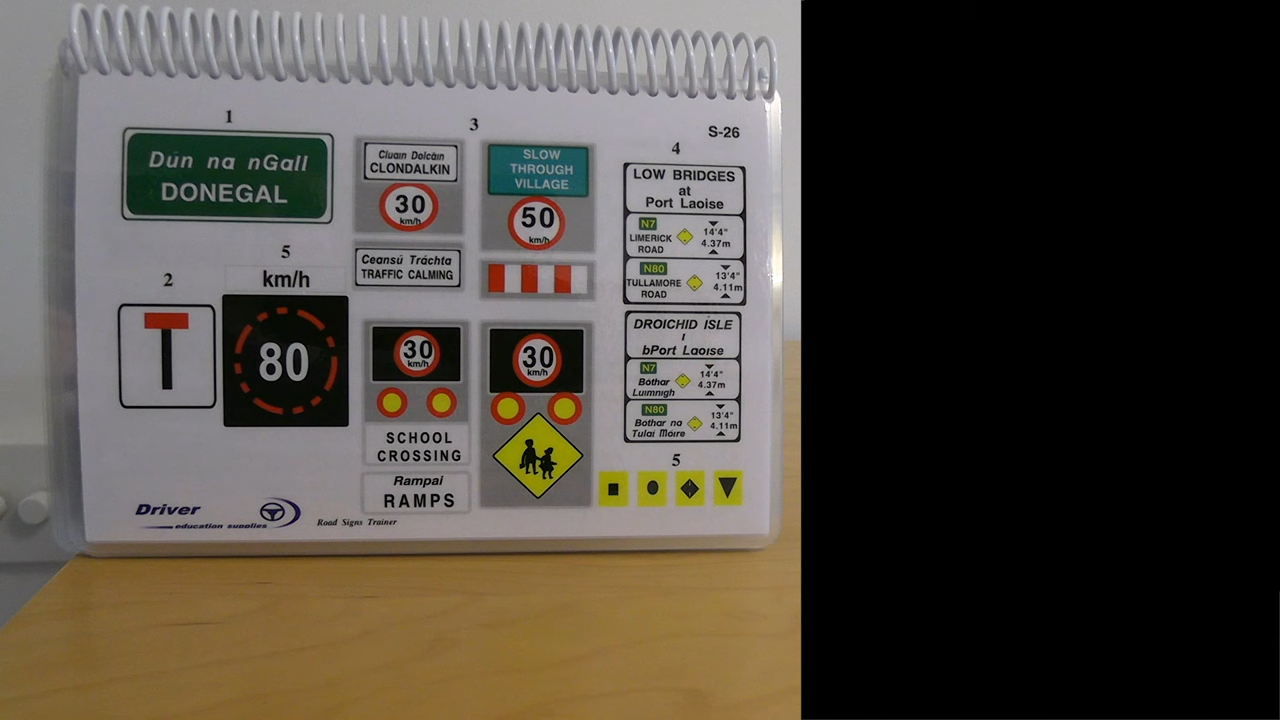 1
Dún na nGall
DONEGAL
2
5
km/h
80
3
Cluain Dolcáin
CLONDALKIN
30
km/h
Ceansú Tráchta
TRAFFIC CALMING
SLOW
THROUGH
VILLAGE
50
km/h
30
km/h
SCHOOL
CROSSING
Rampaí
RAMPS
30
km/h
S-26
4
LOW BRIDGES
at
Port Laoise
N7
LIMERICK
ROAD
14'4"
4.37m
N80
TULLAMORE
ROAD
13'4"
4.11m
DROICHID ÍSLE
i
bPort Laoise
N7
Bothar
Luimnigh
14'4"
4.37m
N80
Bothar na
Tulaí Móire
13'4"
4.11m
5
Driver
education supplies
Road Signs Trainer